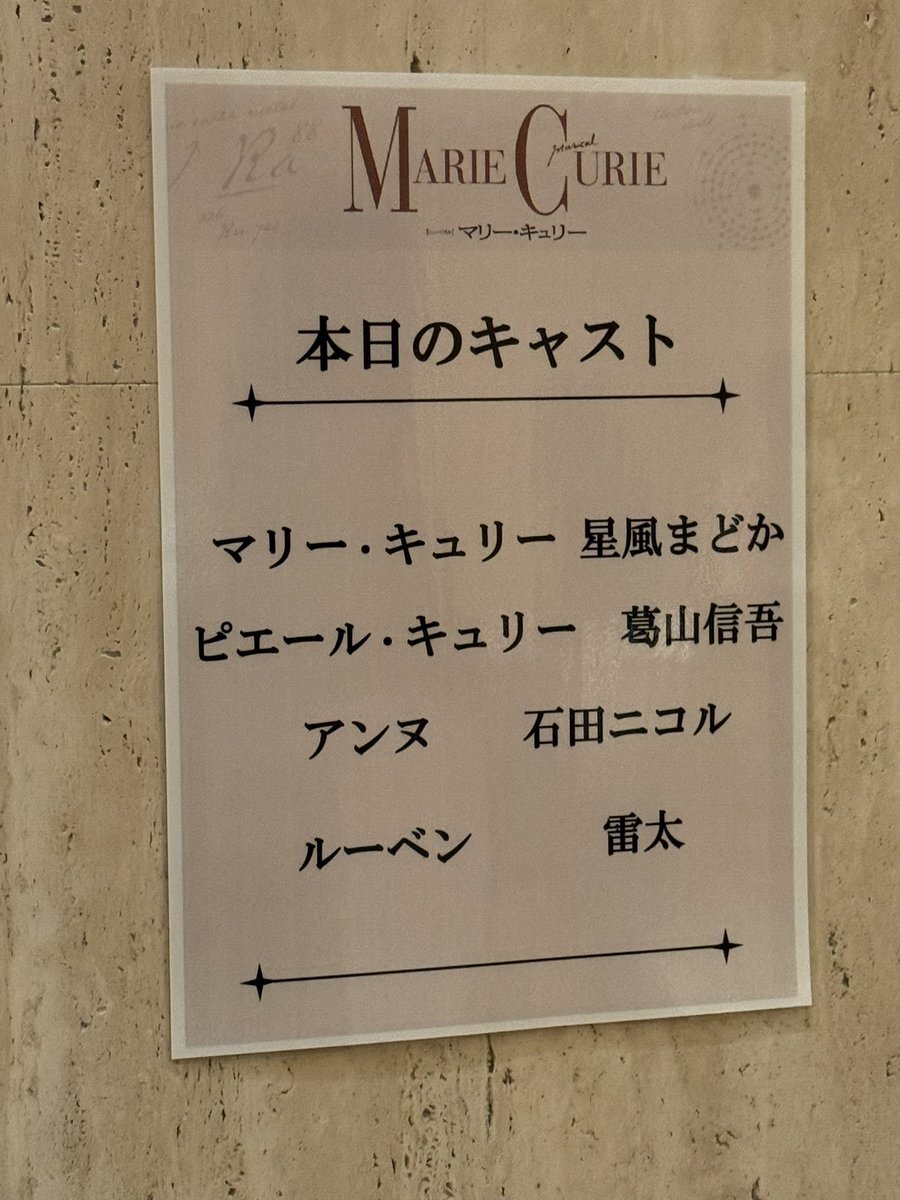 MARIE CURIE
Musical
マリー・キュリー
本日のキャスト
マリー・キュリー 星風まどか
ピエール・キュリー 葛山信吾
アンヌ 石田ニコル
ルーベン 雷太
Ra 88